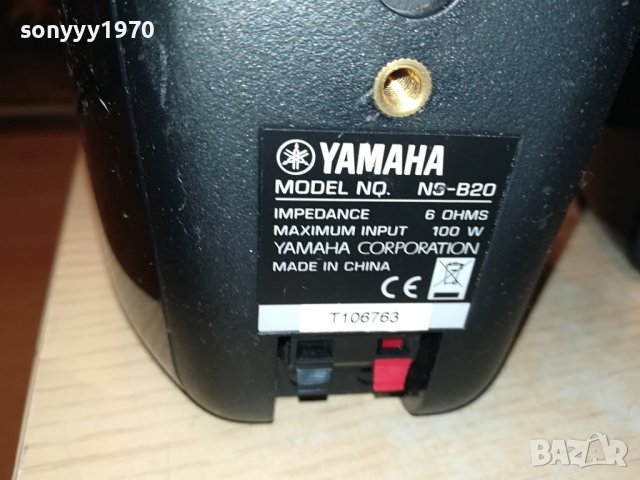 sonyyy1970
YAMAHA
MODEL NO. NS-B20
IMPEDANCE 6 OHMS
MAXIMUM INPUT 100 W
YAMAHA CORPORATION
MADE IN CHINA
CE
T106763
BAZAR